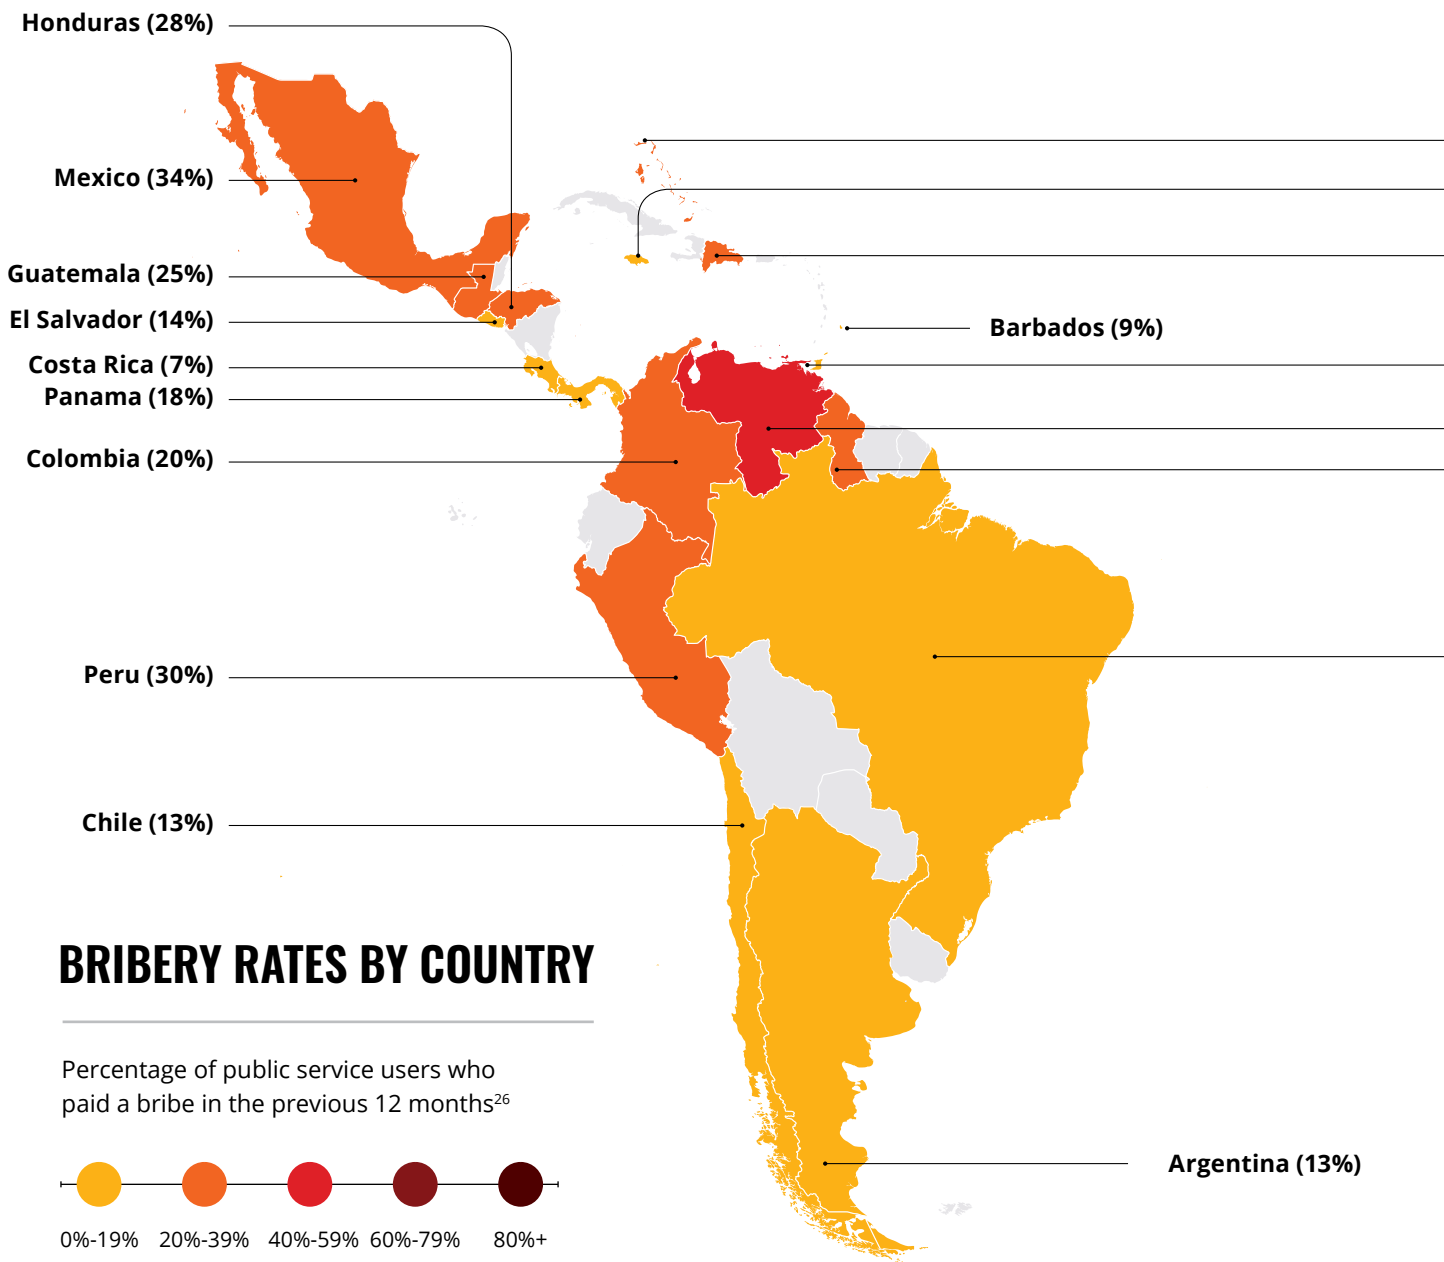 Honduras (28%)
Mexico (34%)
Guatemala (25%)
El Salvador (14%)
Barbados (9%)
Costa Rica (7%)
Panama (18%)
Colombia (20%)
Peru (30%)
Chile (13%)
BRIBERY RATES BY COUNTRY
Percentage of public service users who
paid a bribe in the previous 12 months26
Argentina (13%)
0%-19% 20%-39% 40%-59% 60%-79% 80%+